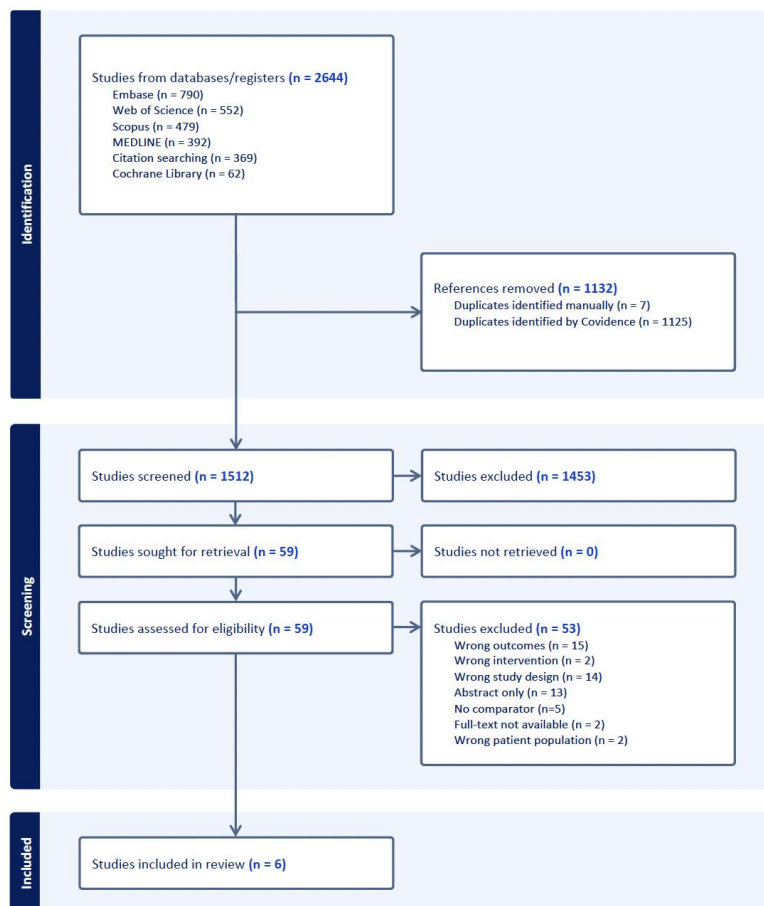 Identification
Studies from databases/registers (n = 2644)
Embase (n = 790)
Web of Science (n = 552)
Scopus (n = 479)
MEDLINE (n = 392)
Citation searching (n = 369)
Cochrane Library (n = 62)
References removed (n = 1132)
Duplicates identified manually (n = 7)
Duplicates identified by Covidence (n = 1125)
Screening
Studies screened (n = 1512)
Studies excluded (n = 1453)
Studies sought for retrieval (n = 59)
Studies not retrieved (n = 0)
Studies assessed for eligibility (n = 59)
Studies excluded (n = 53)
Wrong outcomes (n = 15)
Wrong intervention (n = 2)
Wrong study design (n = 14)
Abstract only (n = 13)
No comparator (n=5)
Full-text not available (n = 2)
Wrong patient population (n = 2)
Included
Studies included in review (n = 6)